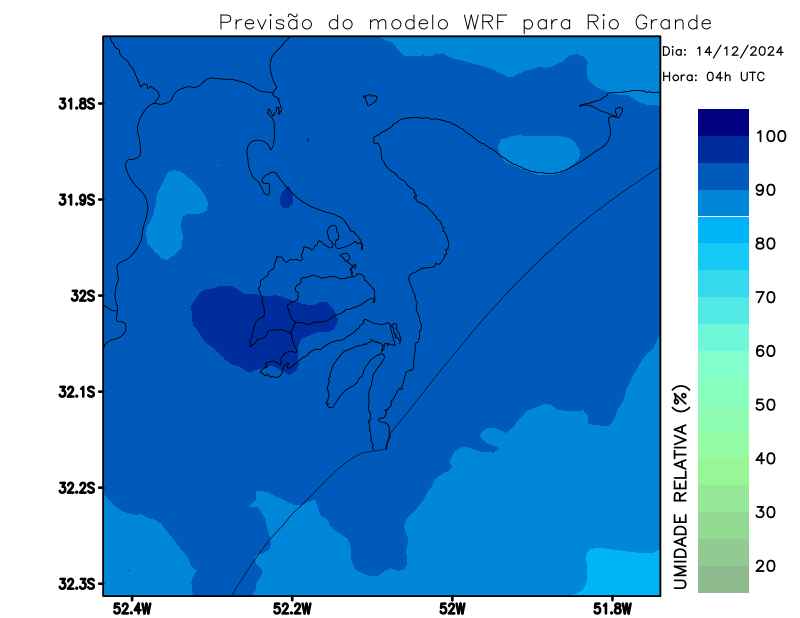 Previsão do modelo WRF para Rio Grande
Dia: 14/12/2024
Hora: 04h UTC
31.8S
31.9S
32S
32.1S
32.2S
32.3S
52.4W
52.2W
52W
51.8W
UMIDADE RELATIVA (%)
100
90
80
70
60
50
40
30
20